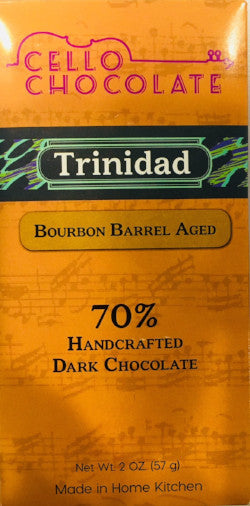 CELLO
CHOCOLATE
Trinidad
BOURBON BARREL AGED
70%
HANDCRAFTED
DARK CHOCOLATE
Net Wt. 2 OZ. (57 g)
Made in Home Kitchen